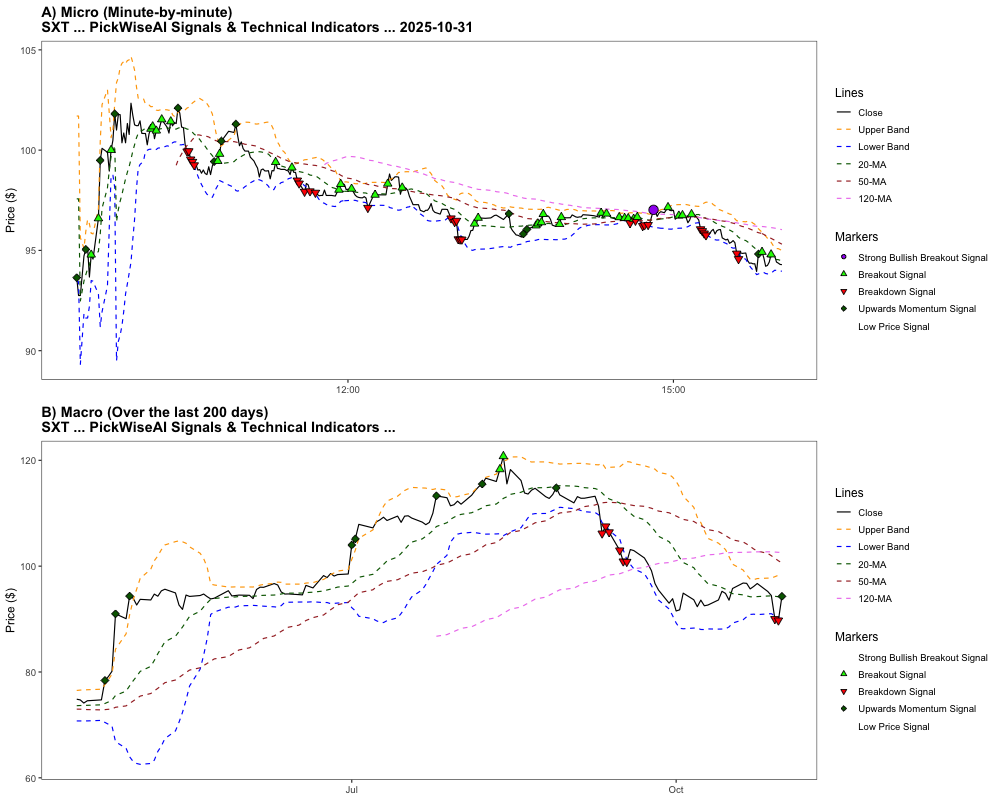 A) Micro (Minute-by-minute)
SXT ... PickWiseAI Signals & Technical Indicators ... 2025-10-31
Price ($)
105
100
95
90
12:00
15:00
Lines
Close
Upper Band
Lower Band
20-MA
50-MA
120-MA
Markers
Strong Bullish Breakout Signal
Breakout Signal
Breakdown Signal
Upwards Momentum Signal
Low Price Signal
B) Macro (Over the last 200 days)
SXT ... PickWiseAI Signals & Technical Indicators ...
Price ($)
120
100
80
60
Jul
Oct
Lines
Close
Upper Band
Lower Band
20-MA
50-MA
120-MA
Markers
Strong Bullish Breakout Signal
Breakout Signal
Breakdown Signal
Upwards Momentum Signal
Low Price Signal